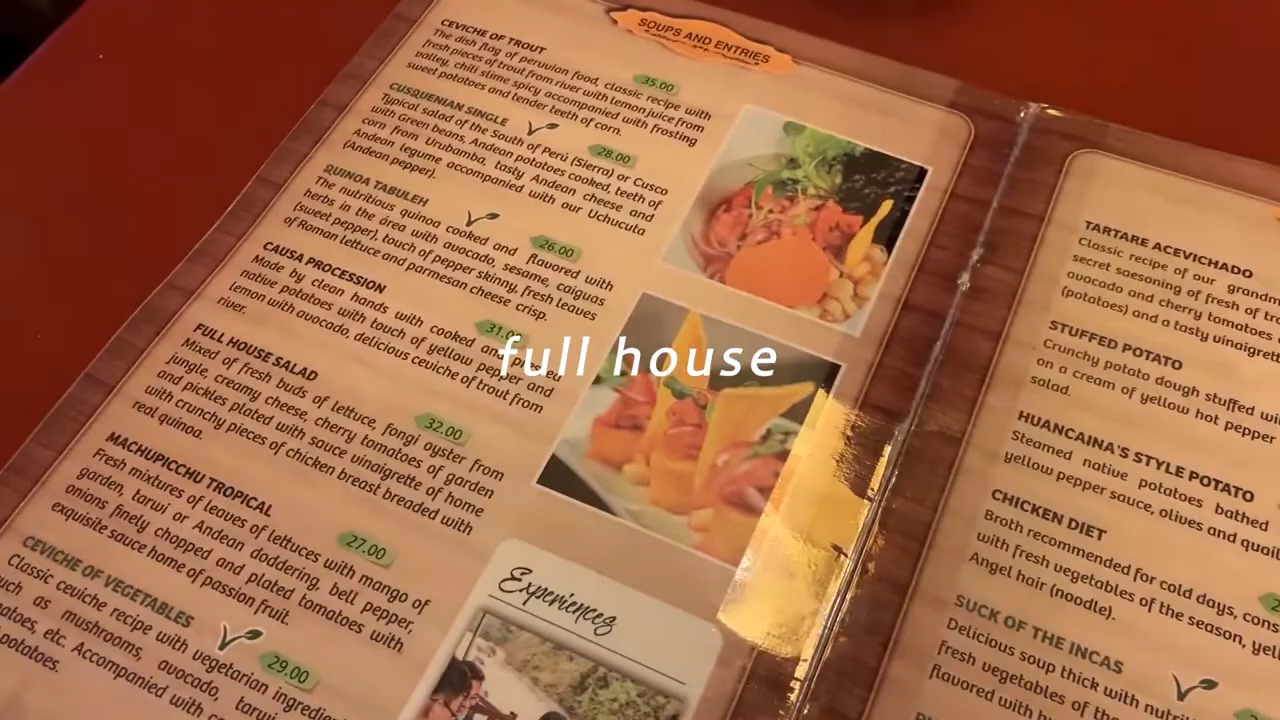 SOUPS AND ENTRIES
CEVICHE OF TROUT
The dish flag of peruvian food, classic recipe with
fresh pieces of trout from river with lemon juice from
valley, chili slime spicy accompanied with frosting
sweet potatoes and tender teeth of corn.
35.00
CUSQUENIAN SINGLE
Typical salad of the South of Perú (Sierra) or Cusco
with Green beans, Andean potatoes cooked, teeth of
corn from Urubamba, tasty Andean cheese and
Andean legume accompanied with our Uchucuta
(Andean pepper).
28.00
QUINOA TABULEH
The nutritious quinoa cooked and flavored with
herbs in the área with avocado, sesame, caiguas
(sweet pepper), touch of pepper skinny, fresh leaves
of Roman lettuce and parmesan cheese crisp.
26.00
CAUSA PROCESSION
Made by clean hands with cooked and pressed
native potatoes with touch of yellow pepper and
lemon with avocado, delicious ceviche of trout from
river.
31.00
full house
FULL HOUSE SALAD
Mixed of fresh buds of lettuce, fongi oyster from
jungle, creamy cheese, cherry tomatoes of garden
and pickles plated with sauce vinaigrette of home
with crunchy pieces of chicken breast breaded with
real quinoa.
32.00
MACHUPICCHU TROPICAL
Fresh mixtures of leaves of lettuces with mango of
garden, tarwi or Andean daddering, bell pepper,
onions finely chopped and plated tomatoes with
exquisite sauce home of passion fruit.
27.00
CEVICHE OF VEGETABLES
Classic ceviche recipe with vegetarian ingredi
uch as mushrooms, avocado, tarwi
atoes, etc. Accompanied with
potatoes.
29.00
Experiences
TARTARE ACEVICHADO
Classic recipe of our grandm
secret saesoning of fresh of tr
avocado and cherry tomatoes
(potatoes) and a tasty vinaigret
STUFFED POTATO
Crunchy potato dough stuffed wi
on a cream of yellow hot pepper
salad.
HUANCAINA'S STYLE POTATO
Steamed native potatoes bathed
yellow pepper sauce, olives and quail
CHICKEN DIET
Broth recommended for cold days, cons
with fresh vegetables of the season, yell
Angel hair (noodle).
SUCK OF THE INCAS
Delicious soup thick with nutri
fresh vegetables of the
flavored with